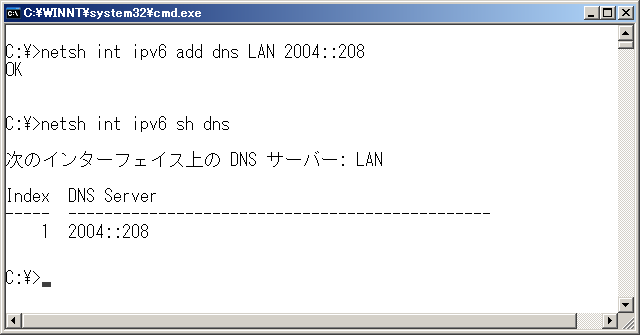 C:¥WINNT¥system32¥cmd.exe
C:¥>netsh int ipv6 add dns LAN 2004::208
OK
C:¥>netsh int ipv6 sh dns
次のインターフェイス上の DNS サーバー: LAN
Index  DNS Server
-----  -----------------------------------------------
    1  2004::208
C:¥>